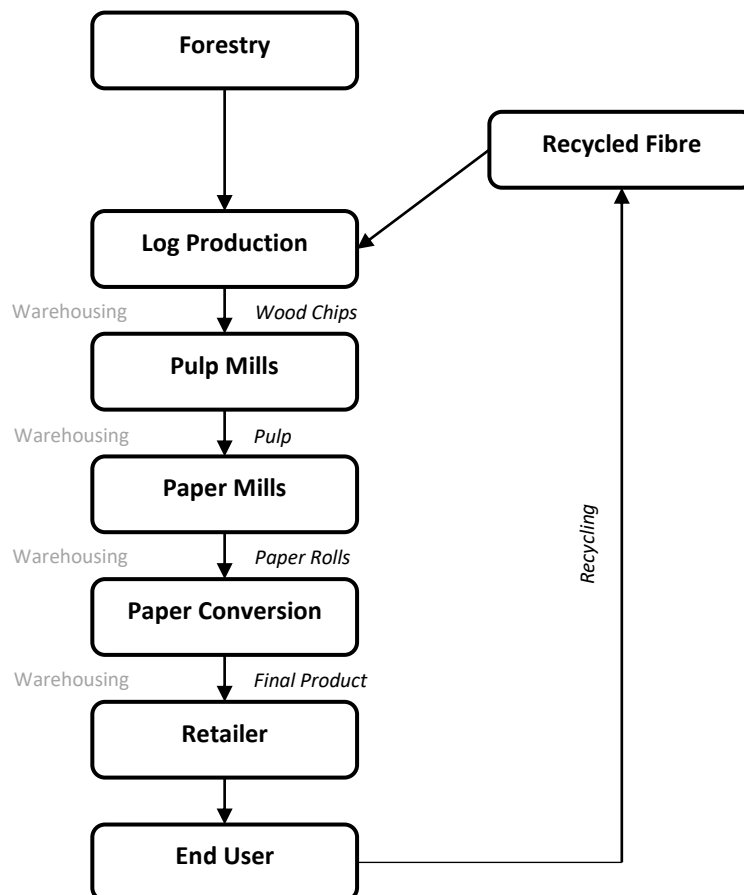 Forestry
Recycled Fibre
Log Production
Warehousing
Wood Chips
Pulp Mills
Warehousing
Pulp
Paper Mills
Warehousing
Paper Rolls
Paper Conversion
Warehousing
Final Product
Retailer
End User
Recycling